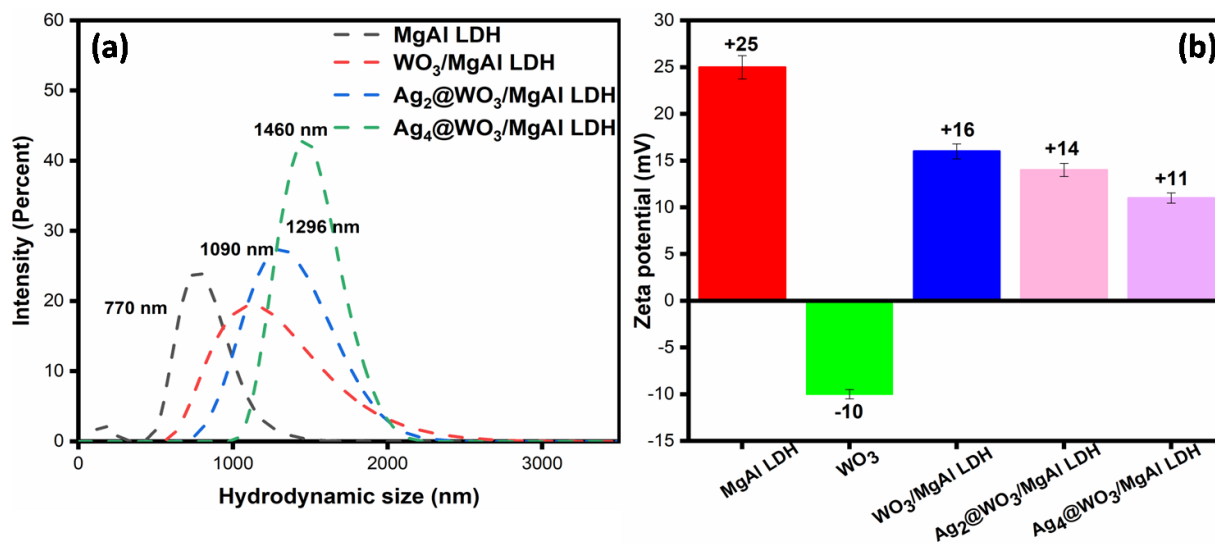 (a)
MgAl LDH
WO₃/MgAl LDH
Ag₂@WO₃/MgAl LDH
Ag₄@WO₃/MgAl LDH
1460 nm
1296 nm
1090 nm
770 nm
60
50
40
30
20
10
0
Intensity (Percent)
0 1000 2000 3000
Hydrodynamic size (nm)
(b)
30
25
20
15
10
5
0
-5
-10
-15
Zeta potential (mV)
+25
-10
+16
+14
+11
MgAl LDH
WO₃
WO₃/MgAl LDH
Ag₂@WO₃/MgAl LDH
Ag₄@WO₃/MgAl LDH